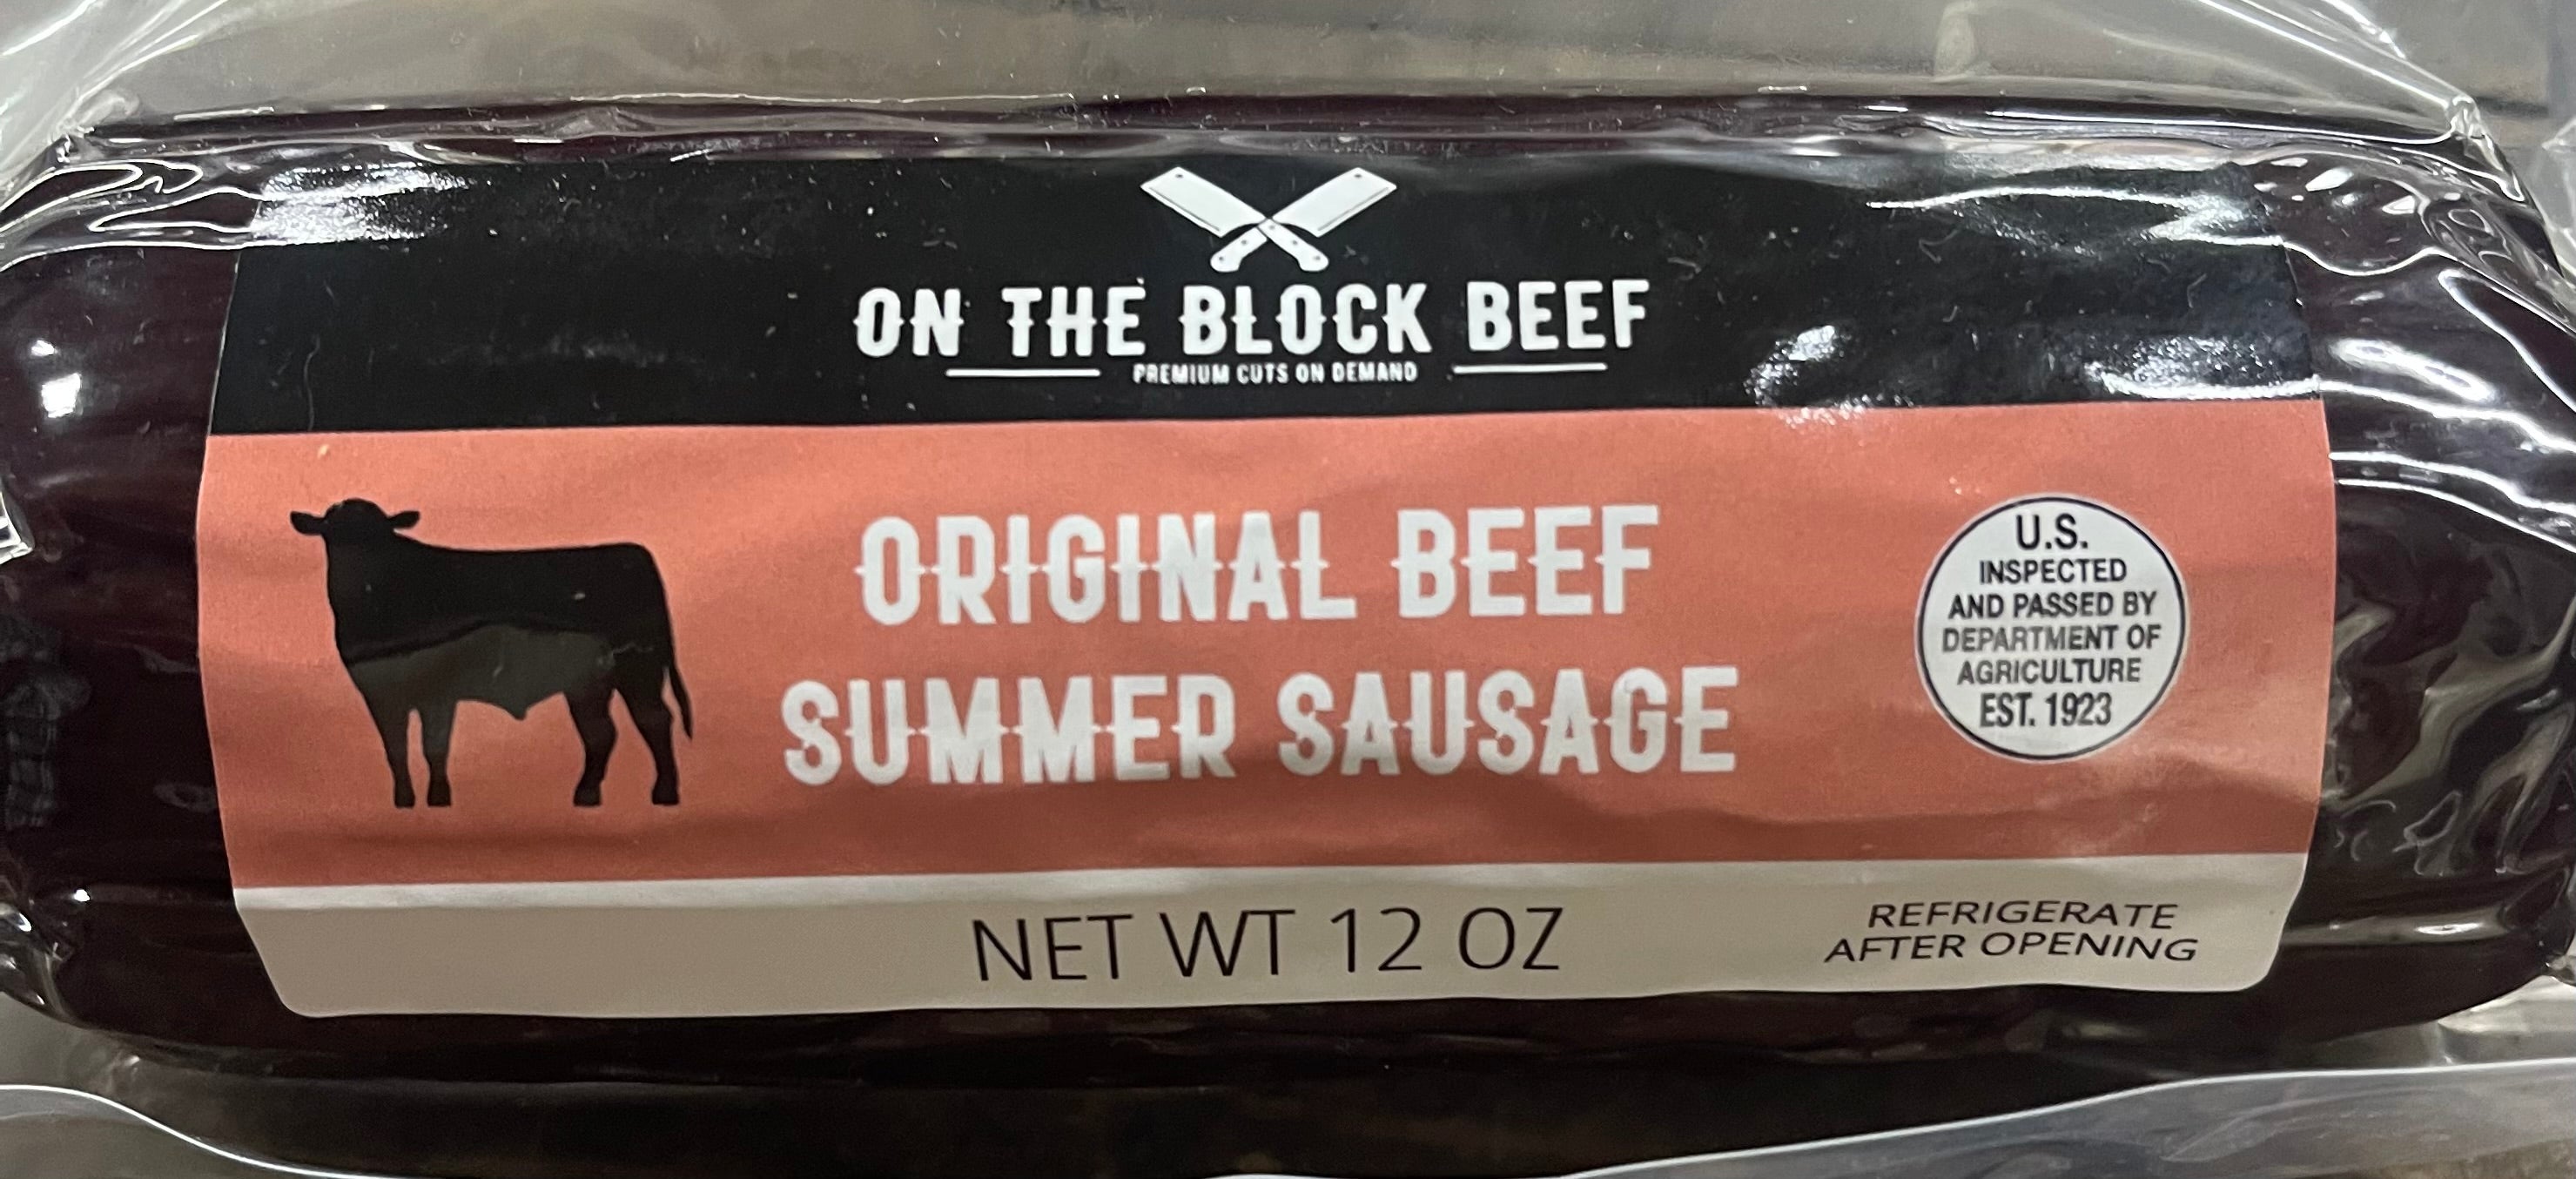 ON THE BLOCK BEEF
PREMIUM CUTS ON DEMAND
ORIGINAL BEEF
SUMMER SAUSAGE
U.S.
INSPECTED
AND PASSED BY
DEPARTMENT OF
AGRICULTURE
EST. 1923
NET WT 12 OZ
REFRIGERATE
AFTER OPENING